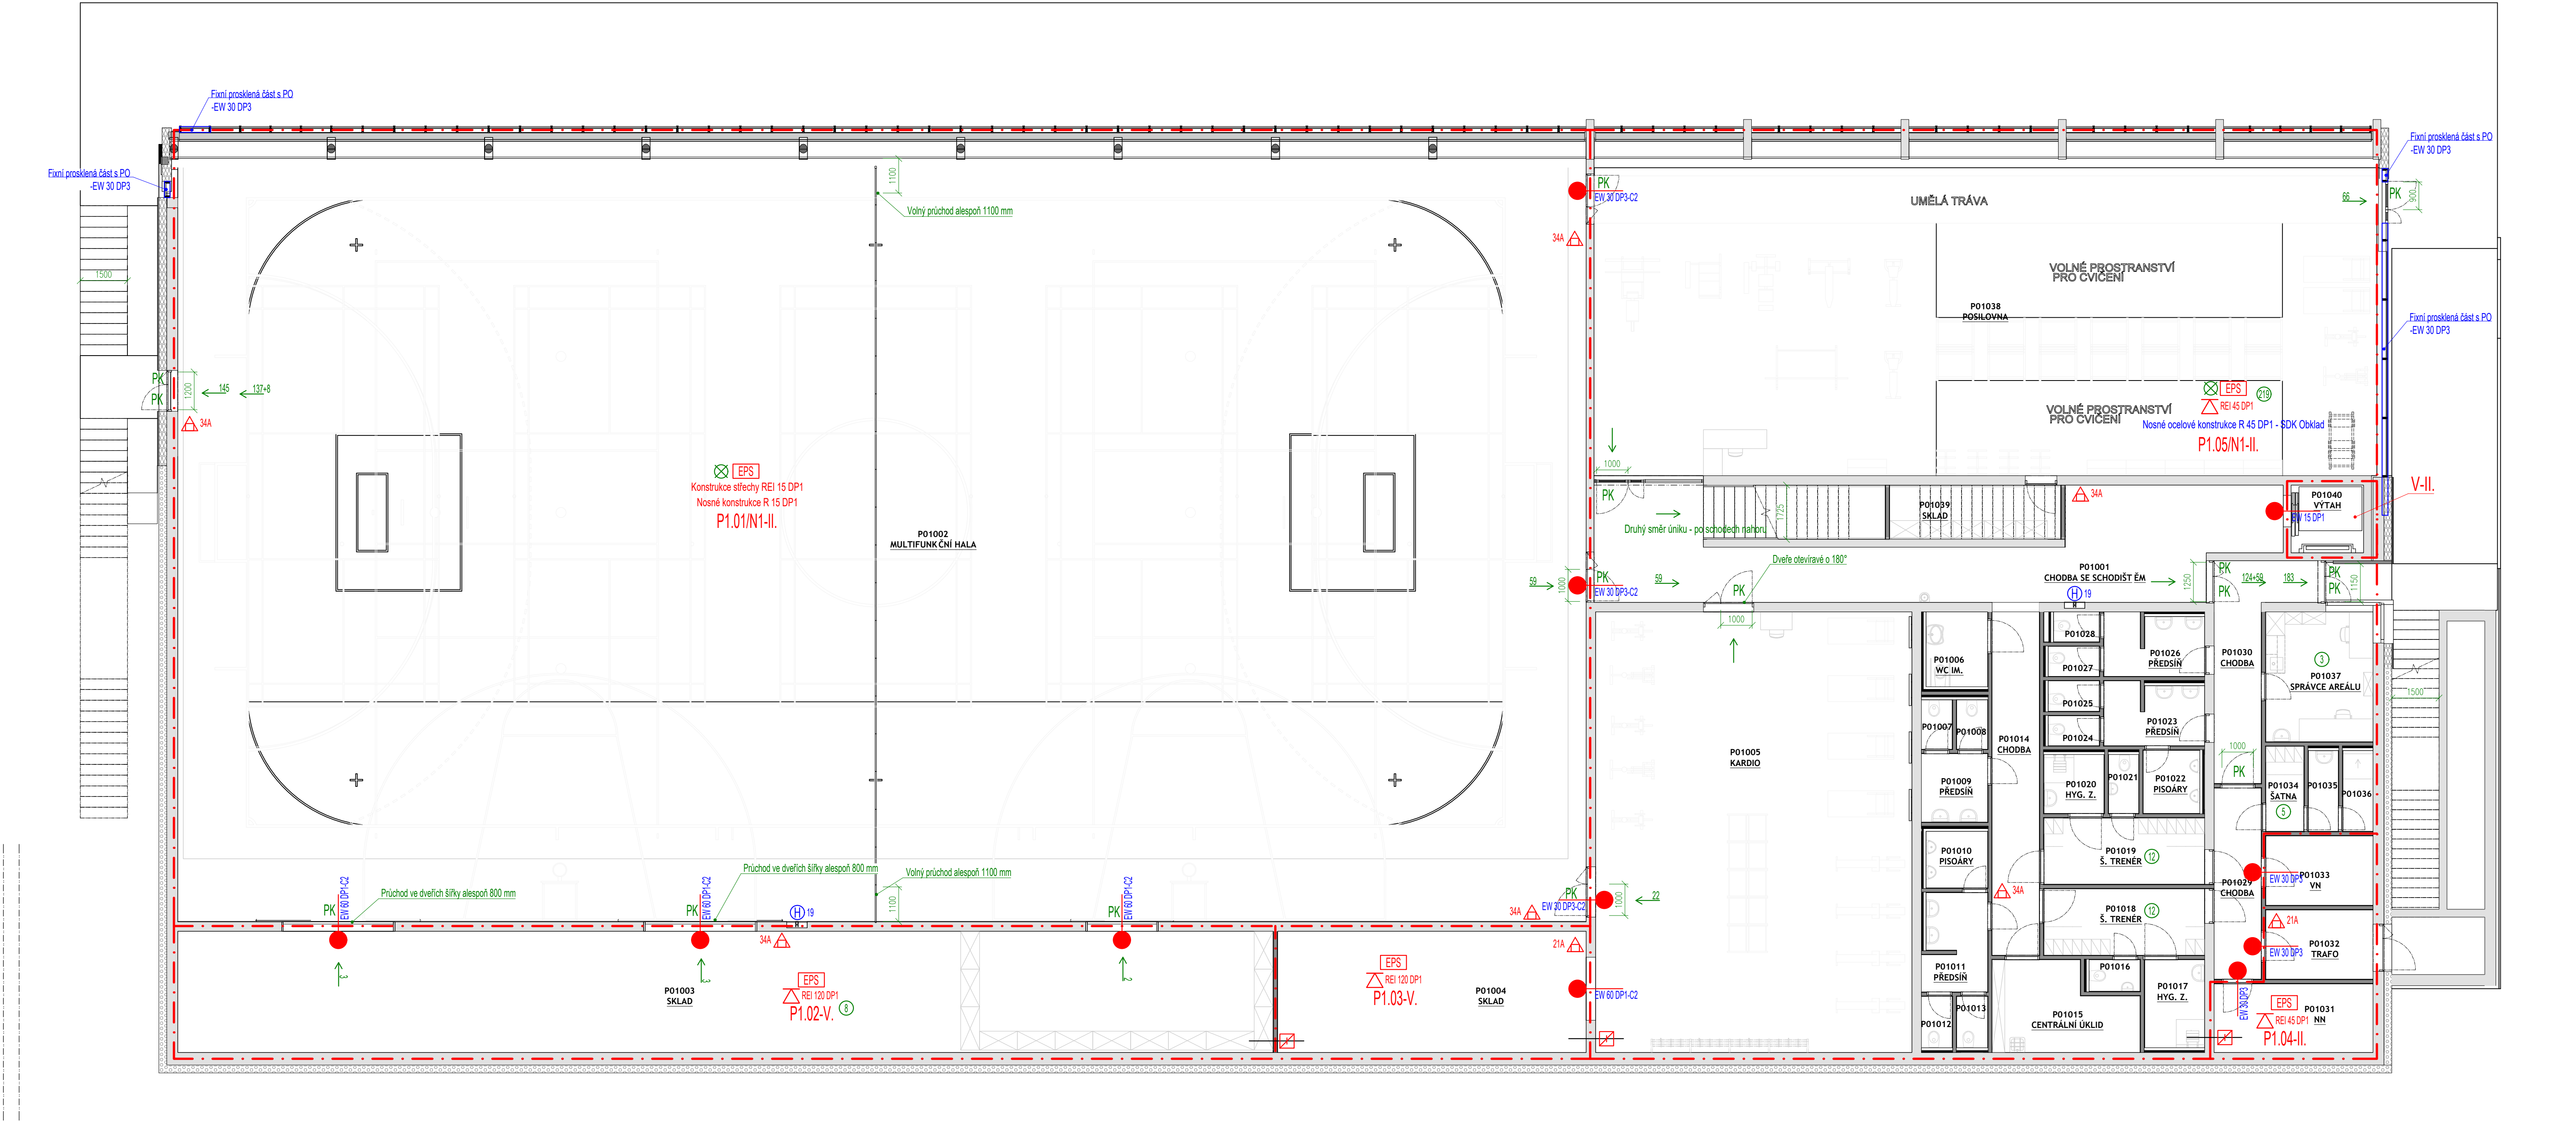 Fixní prosklená část s PO
-EW 30 DP3
Fixní prosklená část s PO
-EW 30 DP3
1500
PK
PK
1200
145
137+8
34A
1100
Volný průchod alespoň 1100 mm
EPS
Konstrukce střechy REI 15 DP1
Nosné konstrukce R 15 DP1
P1.01/N1-II.
P01002
MULTIFUNKČNÍ HALA
PK
EW 30 DP3-C2
34A
UMĚLÁ TRÁVA
66
PK
900
Fixní prosklená část s PO
-EW 30 DP3
VOLNÉ PROSTRANSTVÍ
PRO CVIČENÍ
P01038
POSILOVNA
Fixní prosklená část s PO
-EW 30 DP3
VOLNÉ PROSTRANSTVÍ
PRO CVIČENÍ
EPS
219
REI 45 DP1
Nosné ocelové konstrukce R 45 DP1 - SDK Obklad
P1.05/N1-II.
1000
PK
Druhý směr úniku - po schodech nahoru
1725
P01039
SKLAD
34A
P01040
VÝTAH
EW 15 DP1
V-II.
59
1000
PK
EW 30 DP3-C2
59
Dveře otevíravé o 180°
PK
1000
P01001
CHODBA SE SCHODIŠTĚM
H
19
1250
PK
PK
124+59
183
PK
PK
1150
P01005
KARDIO
P01006
WC IM.
P01007
P01008
P01009
PŘEDSÍŇ
P01010
PISOÁRY
P01011
PŘEDSÍŇ
P01012
P01013
P01014
CHODBA
34A
P01028
P01027
P01026
PŘEDSÍŇ
P01025
P01024
P01023
PŘEDSÍŇ
P01020
HYG. Z.
P01021
P01022
PISOÁRY
P01019
Š. TRENÉR
12
P01018
Š. TRENÉR
12
P01015
CENTRÁLNÍ ÚKLID
P01016
P01017
HYG. Z.
P01030
CHODBA
1000
PK
P01037
SPRÁVCE AREÁLU
3
1500
P01034
ŠATNA
5
P01035
P01036
P01029
CHODBA
EW 30 DP3
P01033
VN
21A
EW 30 DP3
P01032
TRAFO
EW 30 DP3
EPS
REI 45 DP1
P1.04-II.
P01031
NN
Průchod ve dveřích šířky alespoň 800 mm
PK
EW 60 DP1-C2
3
Průchod ve dveřích šířky alespoň 800 mm
PK
EW 60 DP1-C2
3
H
19
34A
Volný průchod alespoň 1100 mm
1100
PK
EW 60 DP1-C2
2
34A
PK
EW 30 DP3-C2
1000
22
P01003
SKLAD
EPS
REI 120 DP1
P1.02-V.
8
EPS
REI 120 DP1
P1.03-V.
P01004
SKLAD
21A
EW 60 DP1-C2